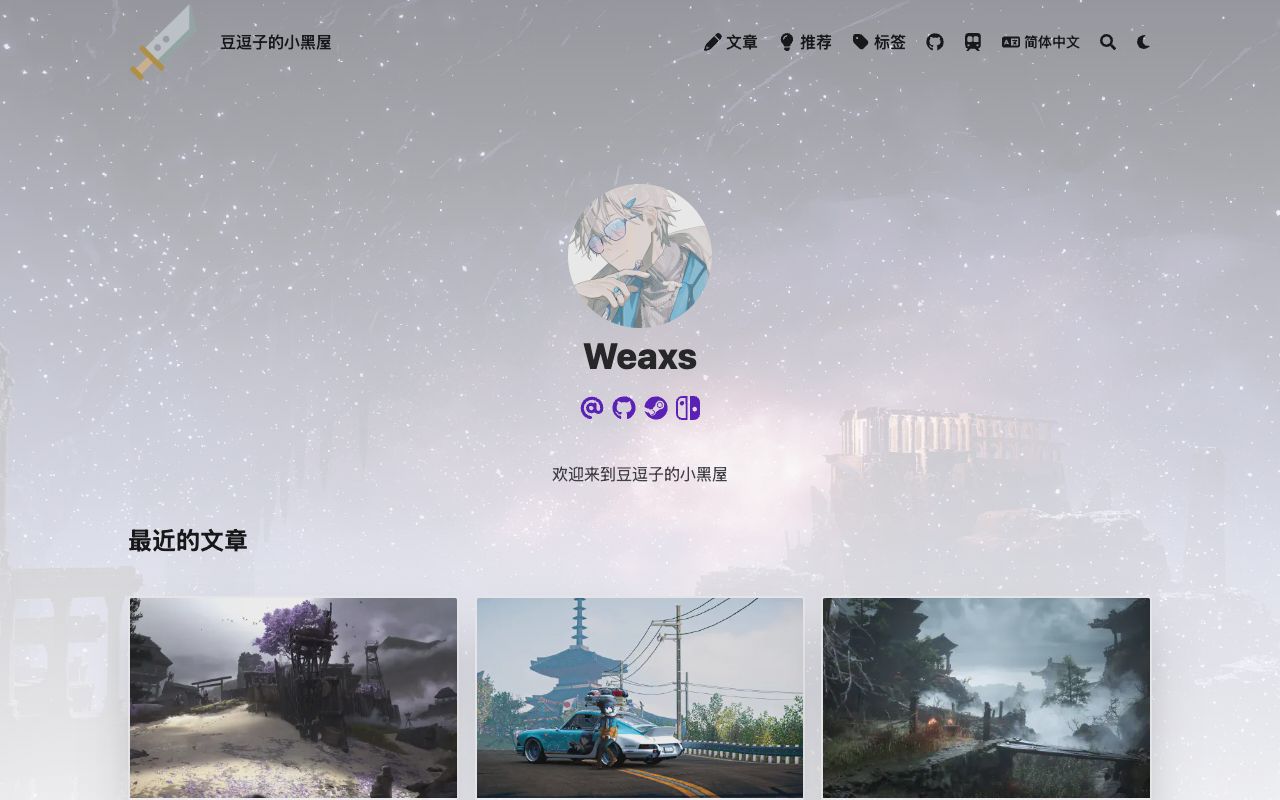 豆逗子的小黑屋
文章
推荐
标签
简体中文
Weaxs
欢迎来到豆逗子的小黑屋
最近的文章